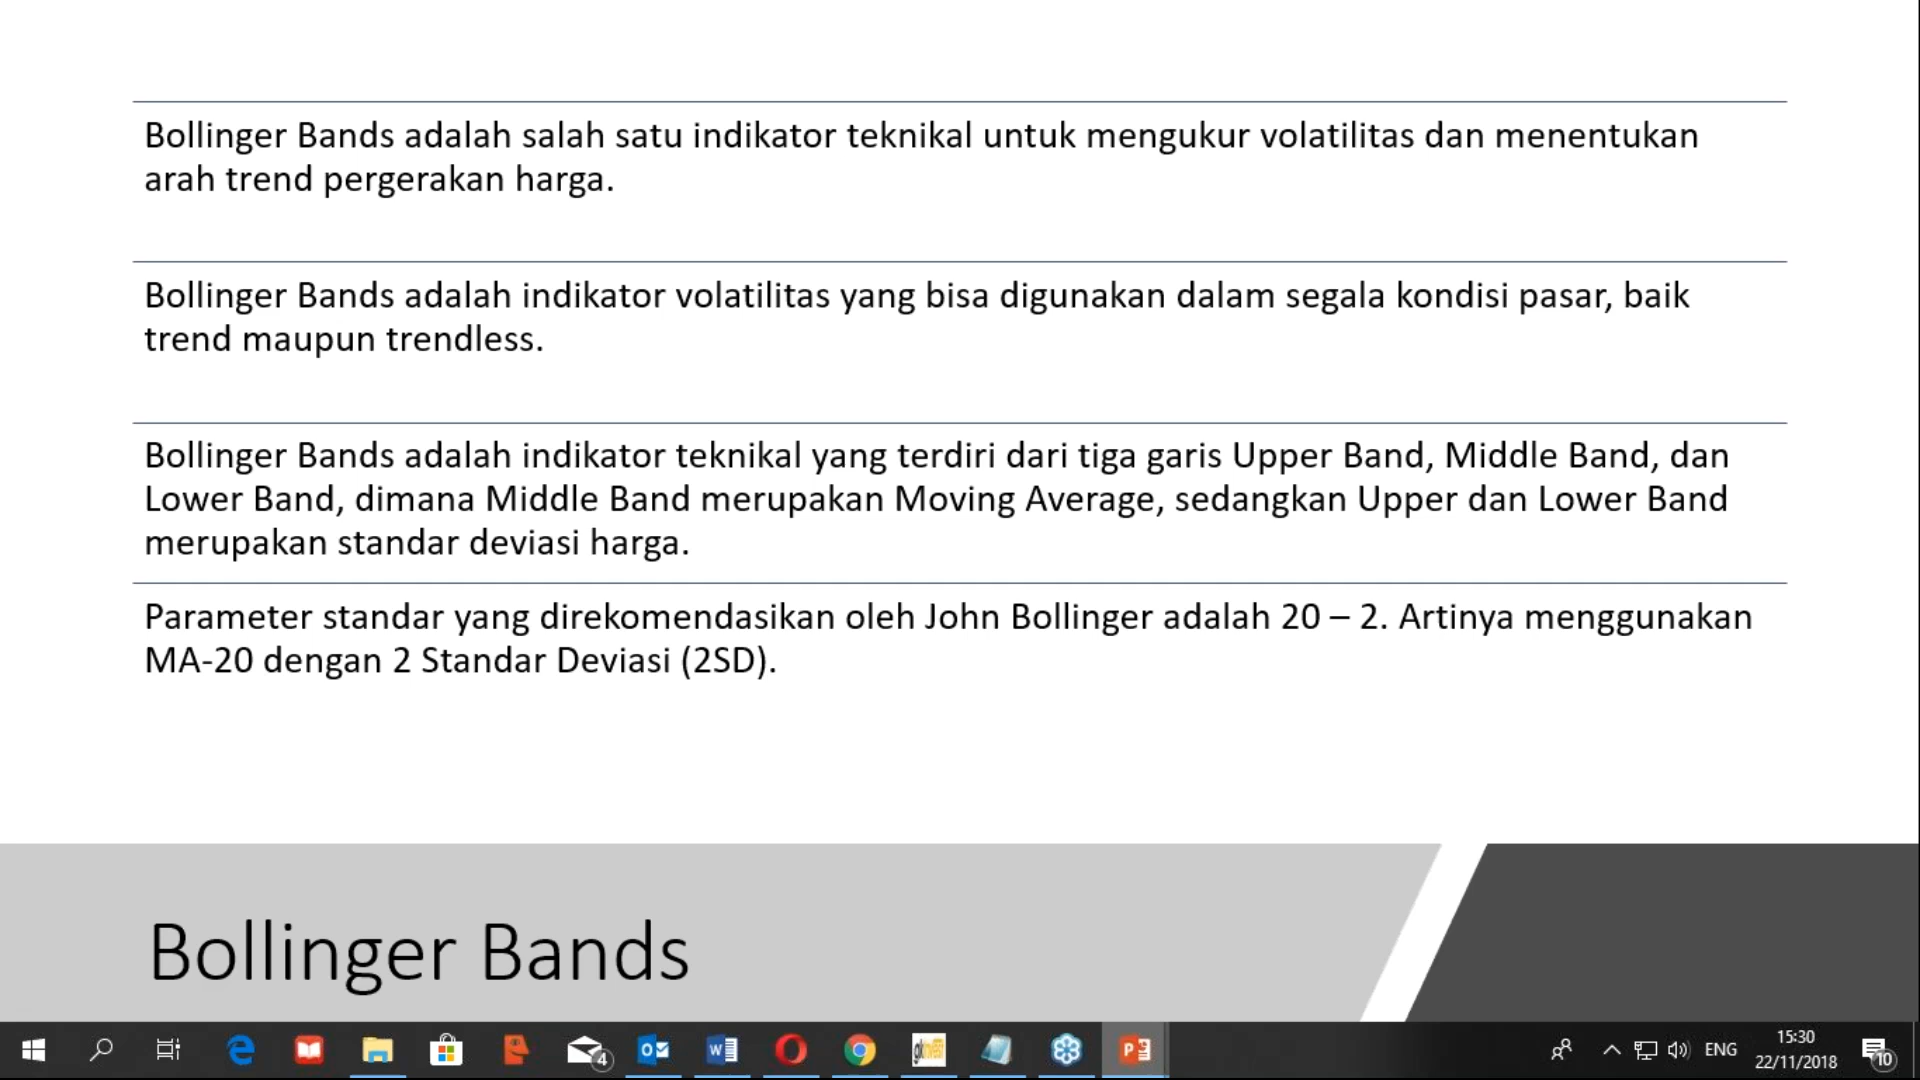 Bollinger Bands adalah salah satu indikator teknikal untuk mengukur volatilitas dan menentukan
arah trend pergerakan harga.
Bollinger Bands adalah indikator volatilitas yang bisa digunakan dalam segala kondisi pasar, baik
trend maupun trendless.
Bollinger Bands adalah indikator teknikal yang terdiri dari tiga garis Upper Band, Middle Band, dan
Lower Band, dimana Middle Band merupakan Moving Average, sedangkan Upper dan Lower Band
merupakan standar deviasi harga.
Parameter standar yang direkomendasikan oleh John Bollinger adalah 20 – 2. Artinya menggunakan
MA-20 dengan 2 Standar Deviasi (2SD).
Bollinger Bands
4
ENG
15:30
22/11/2018
10